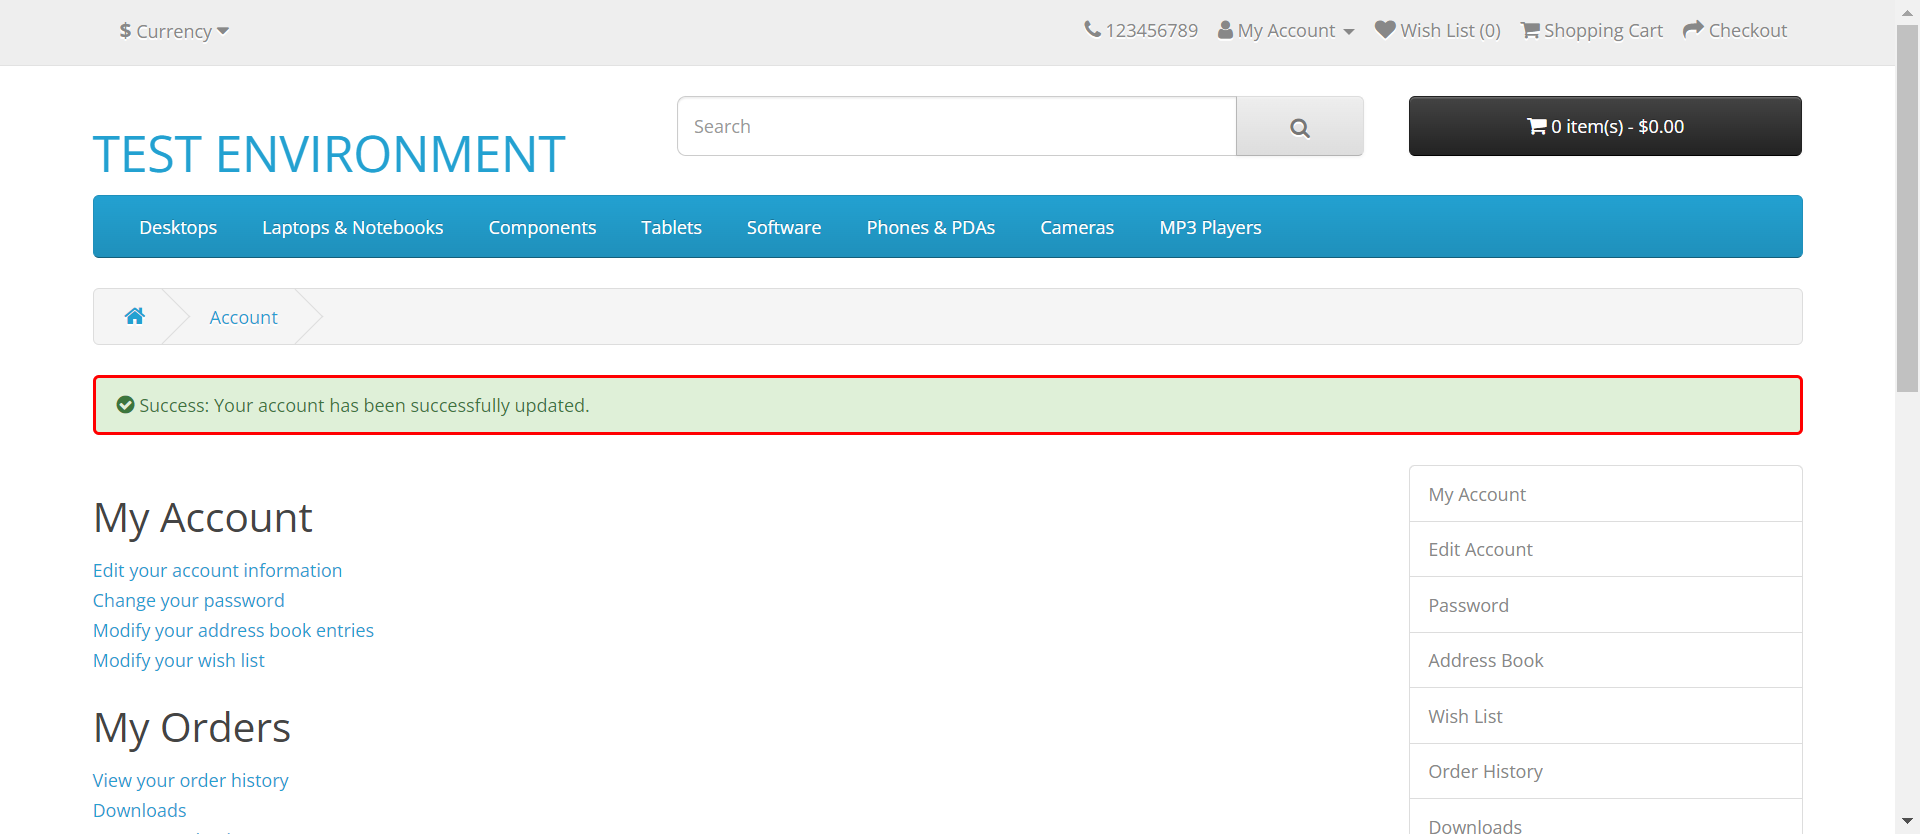 $ Currency
123456789 My Account Wish List (0) Shopping Cart Checkout
TEST ENVIRONMENT
Search
0 item(s) - $0.00
Desktops Laptops & Notebooks Components Tablets Software Phones & PDAs Cameras MP3 Players
Account
Success: Your account has been successfully updated.
My Account
Edit your account information
Change your password
Modify your address book entries
Modify your wish list
My Orders
View your order history
Downloads
My Account
Edit Account
Password
Address Book
Wish List
Order History
Downloads